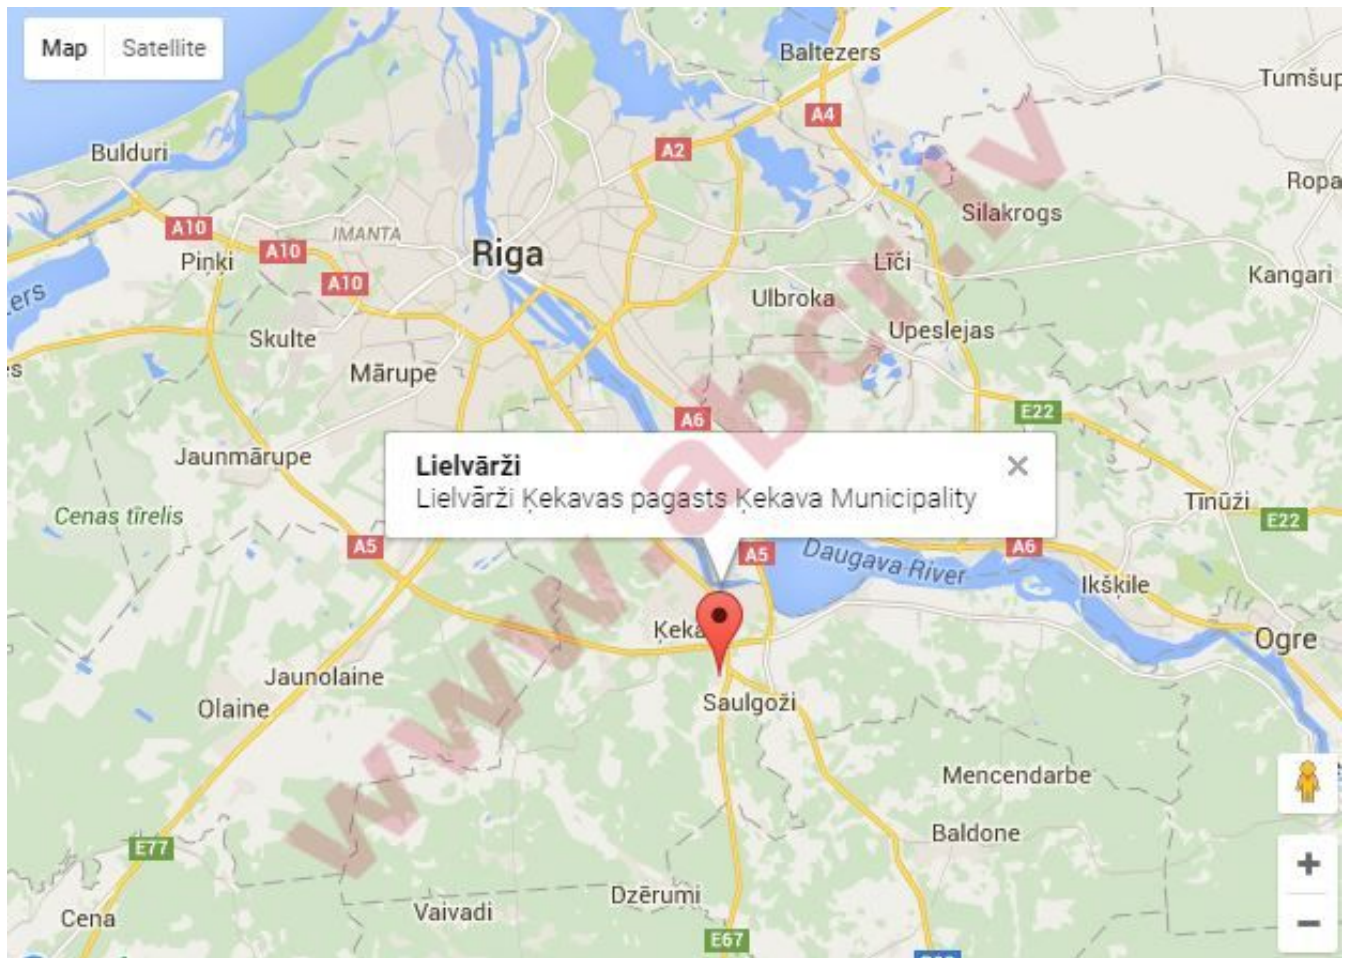 Map Satellite
Baltezers
Tumšup
A4
Bulduri
A2
Ropa
Silakrogs
A10
IMANTA
Riga
A10
Piņķi
Līči
Kangari
A10
ers
Ulbroka
Skulte
Upeslejas
Mārupe
A6
E22
Jaunmārupe
Lielvārži
Lielvārži Ķekavas pagasts Ķekava Municipality
Cenas tīrelis
Tīnūži
E22
A5
A5
Daugava River
A6
Ikšķile
Ķeka
Ogre
Jaunolaine
Saulgoži
Olaine
Mencendarbe
Baldone
E77
Dzērumi
Vaivadi
Cena
E67
www.abcl.lv